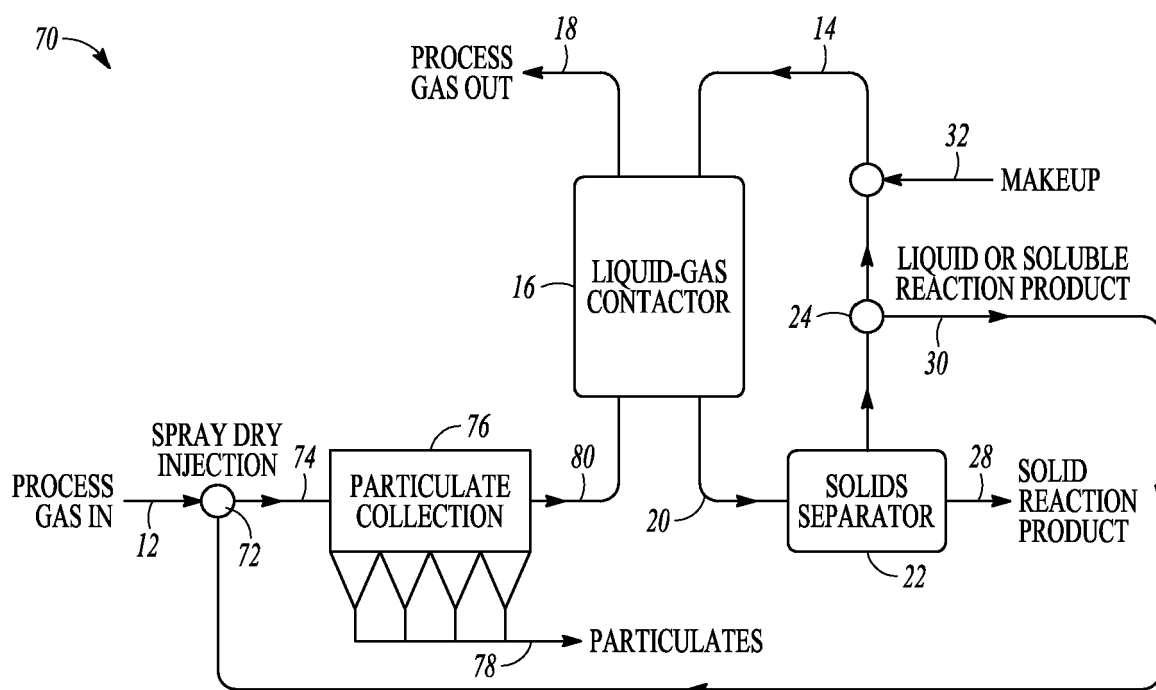 70
18
14
PROCESS
GAS OUT
32
MAKEUP
LIQUID-GAS
CONTACTOR
16
LIQUID OR SOLUBLE
REACTION PRODUCT
24
30
SPRAY DRY
INJECTION
76
74
80
28
PROCESS
GAS IN
PARTICULATE
COLLECTION
SOLIDS
SEPARATOR
SOLID
REACTION
PRODUCT
12
72
20
22
PARTICULATES
78